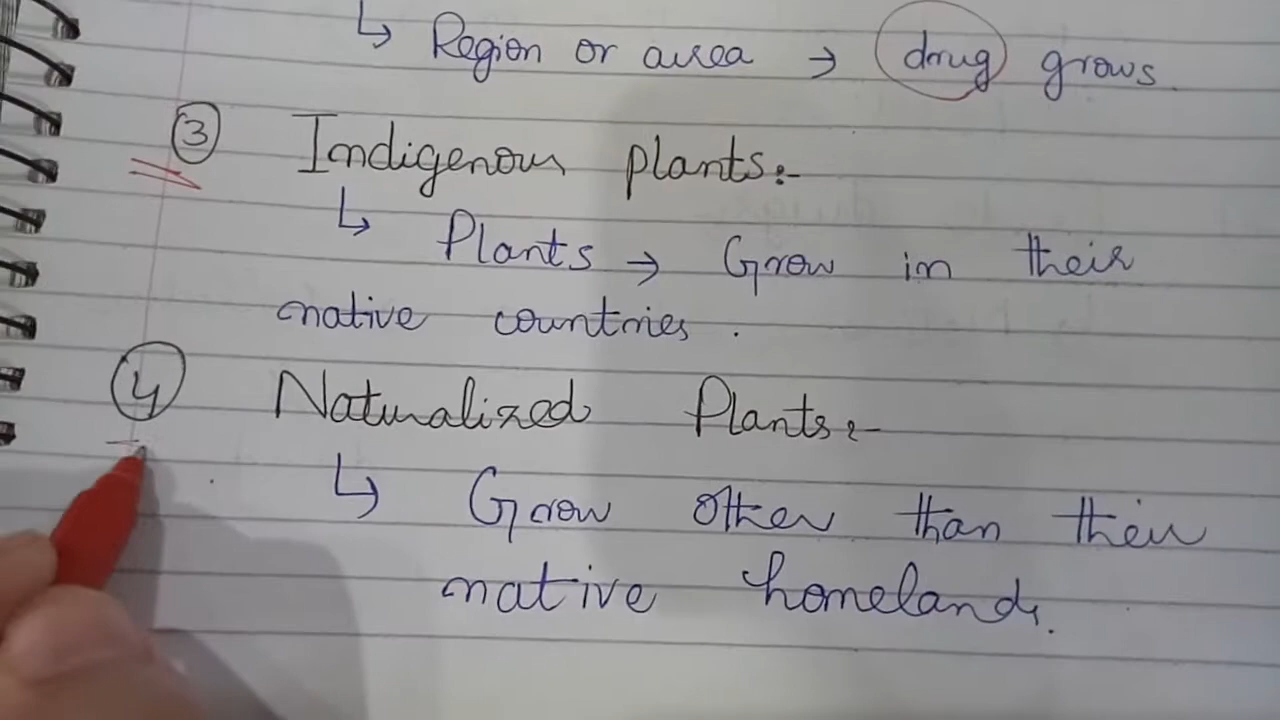 ↳ Region or area → drug grows.
③ Indigenous plants:-
↳ Plants → Grow in their
native countries.
④ Naturalized Plants:-
↳ Grow other than their
native homeland.